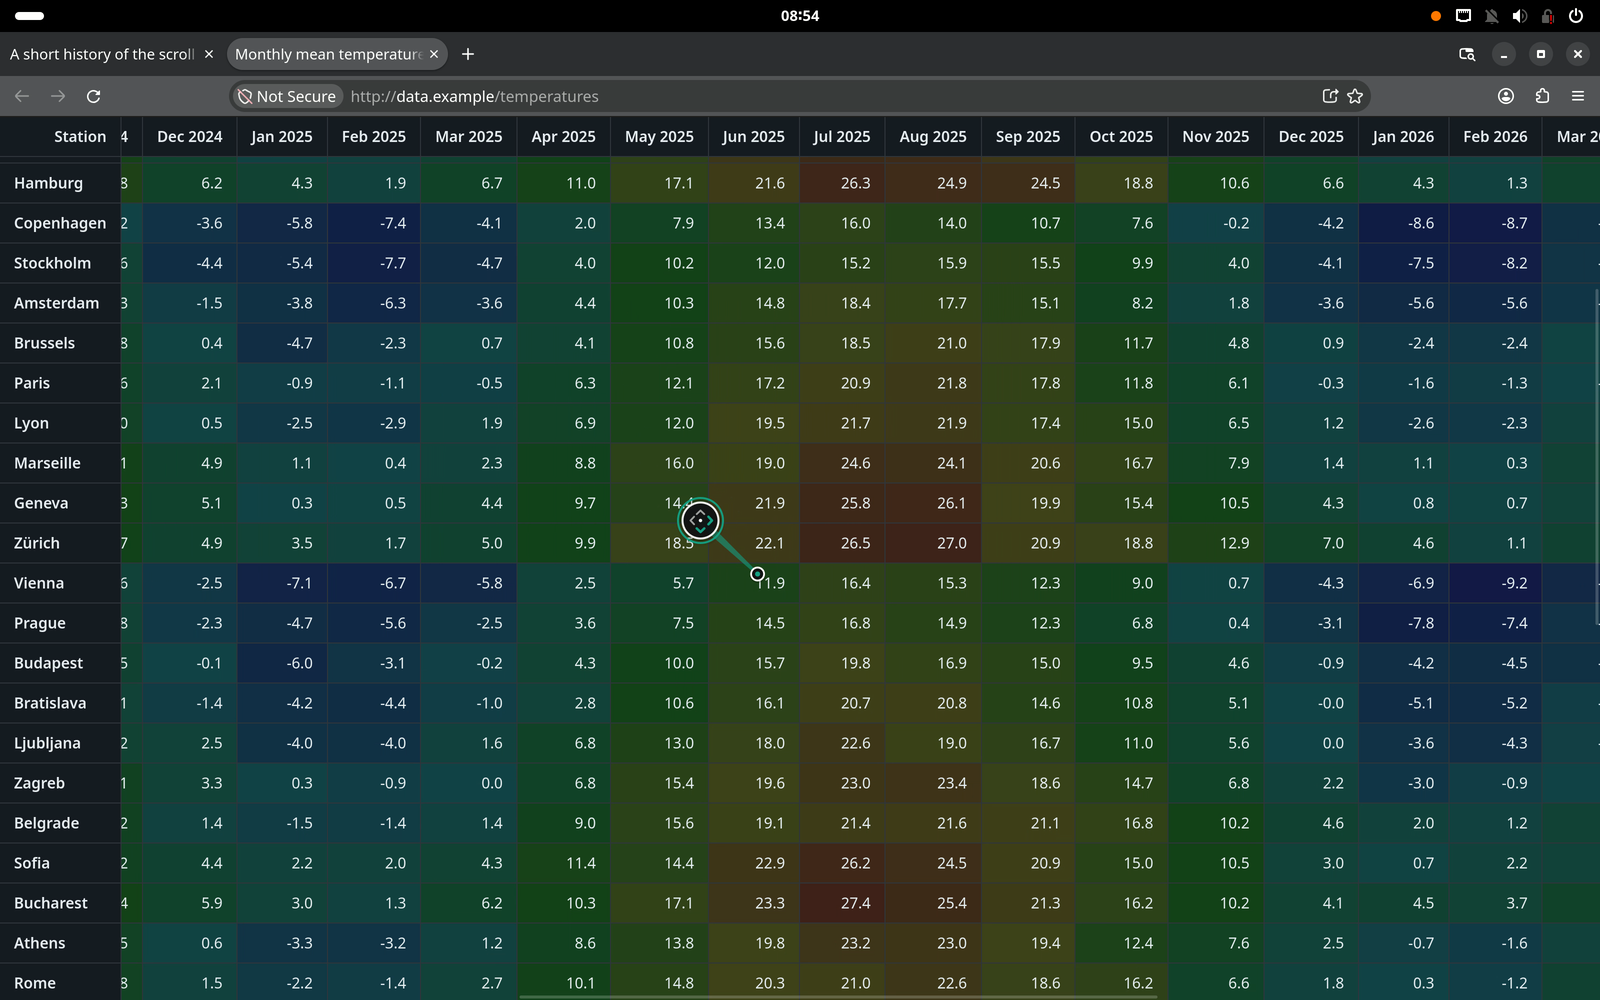 08:54
A short history of the scroll
Monthly mean temperature
Not Secure http://data.example/temperatures
Station 4 Dec 2024 Jan 2025 Feb 2025 Mar 2025 Apr 2025 May 2025 Jun 2025 Jul 2025 Aug 2025 Sep 2025 Oct 2025 Nov 2025 Dec 2025 Jan 2026 Feb 2026 Mar 2
Hamburg 8 6.2 4.3 1.9 6.7 11.0 17.1 21.6 26.3 24.9 24.5 18.8 10.6 6.6 4.3 1.3
Copenhagen 2 -3.6 -5.8 -7.4 -4.1 2.0 7.9 13.4 16.0 14.0 10.7 7.6 -0.2 -4.2 -8.6 -8.7
Stockholm 6 -4.4 -5.4 -7.7 -4.7 4.0 10.2 12.0 15.2 15.9 15.5 9.9 4.0 -4.1 -7.5 -8.2
Amsterdam 3 -1.5 -3.8 -6.3 -3.6 4.4 10.3 14.8 18.4 17.7 15.1 8.2 1.8 -3.6 -5.6 -5.6
Brussels 8 0.4 -4.7 -2.3 0.7 4.1 10.8 15.6 18.5 21.0 17.9 11.7 4.8 0.9 -2.4 -2.4
Paris 6 2.1 -0.9 -1.1 -0.5 6.3 12.1 17.2 20.9 21.8 17.8 11.8 6.1 -0.3 -1.6 -1.3
Lyon 0 0.5 -2.5 -2.9 1.9 6.9 12.0 19.5 21.7 21.9 17.4 15.0 6.5 1.2 -2.6 -2.3
Marseille 1 4.9 1.1 0.4 2.3 8.8 16.0 19.0 24.6 24.1 20.6 16.7 7.9 1.4 1.1 0.3
Geneva 3 5.1 0.3 0.5 4.4 9.7 21.9 25.8 26.1 19.9 15.4 10.5 4.3 0.8 0.7
Zürich 7 4.9 3.5 1.7 5.0 9.9 18.5 22.1 26.5 27.0 20.9 18.8 12.9 7.0 4.6 1.1
Vienna 6 -2.5 -7.1 -6.7 -5.8 2.5 5.7 11.9 16.4 15.3 12.3 9.0 0.7 -4.3 -6.9 -9.2
Prague 8 -2.3 -4.7 -5.6 -2.5 3.6 7.5 14.5 16.8 14.9 12.3 6.8 0.4 -3.1 -7.8 -7.4
Budapest 5 -0.1 -6.0 -3.1 -0.2 4.3 10.0 15.7 19.8 16.9 15.0 9.5 4.6 -0.9 -4.2 -4.5
Bratislava 1 -1.4 -4.2 -4.4 -1.0 2.8 10.6 16.1 20.7 20.8 14.6 10.8 5.1 -0.0 -5.1 -5.2
Ljubljana 2 2.5 -4.0 -4.0 1.6 6.8 13.0 18.0 22.6 19.0 16.7 11.0 5.6 0.0 -3.6 -4.3
Zagreb 1 3.3 0.3 -0.9 0.0 6.8 15.4 19.6 23.0 23.4 18.6 14.7 6.8 2.2 -3.0 -0.9
Belgrade 2 1.4 -1.5 -1.4 1.4 9.0 15.6 19.1 21.4 21.6 21.1 16.8 10.2 4.6 2.0 1.2
Sofia 2 4.4 2.2 2.0 4.3 11.4 14.4 22.9 26.2 24.5 20.9 15.0 10.5 3.0 0.7 2.2
Bucharest 4 5.9 3.0 1.3 6.2 10.3 17.1 23.3 27.4 25.4 21.3 16.2 10.2 4.1 4.5 3.7
Athens 5 0.6 -3.3 -3.2 1.2 8.6 13.8 19.8 23.2 23.0 19.4 12.4 7.6 2.5 -0.7 -1.6
Rome 8 1.5 -2.2 -1.4 2.7 10.1 14.8 20.3 21.0 22.6 18.6 16.2 6.6 1.8 0.3 -1.2